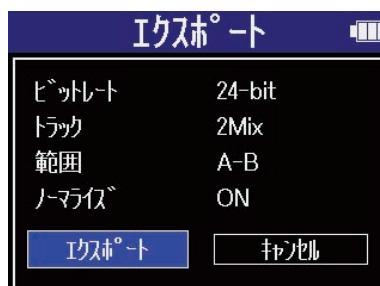 エクスポート
ビットレート 24-bit
トラック 2Mix
範囲 A-B
ノーマライズ ON
エクスポート キャンセル